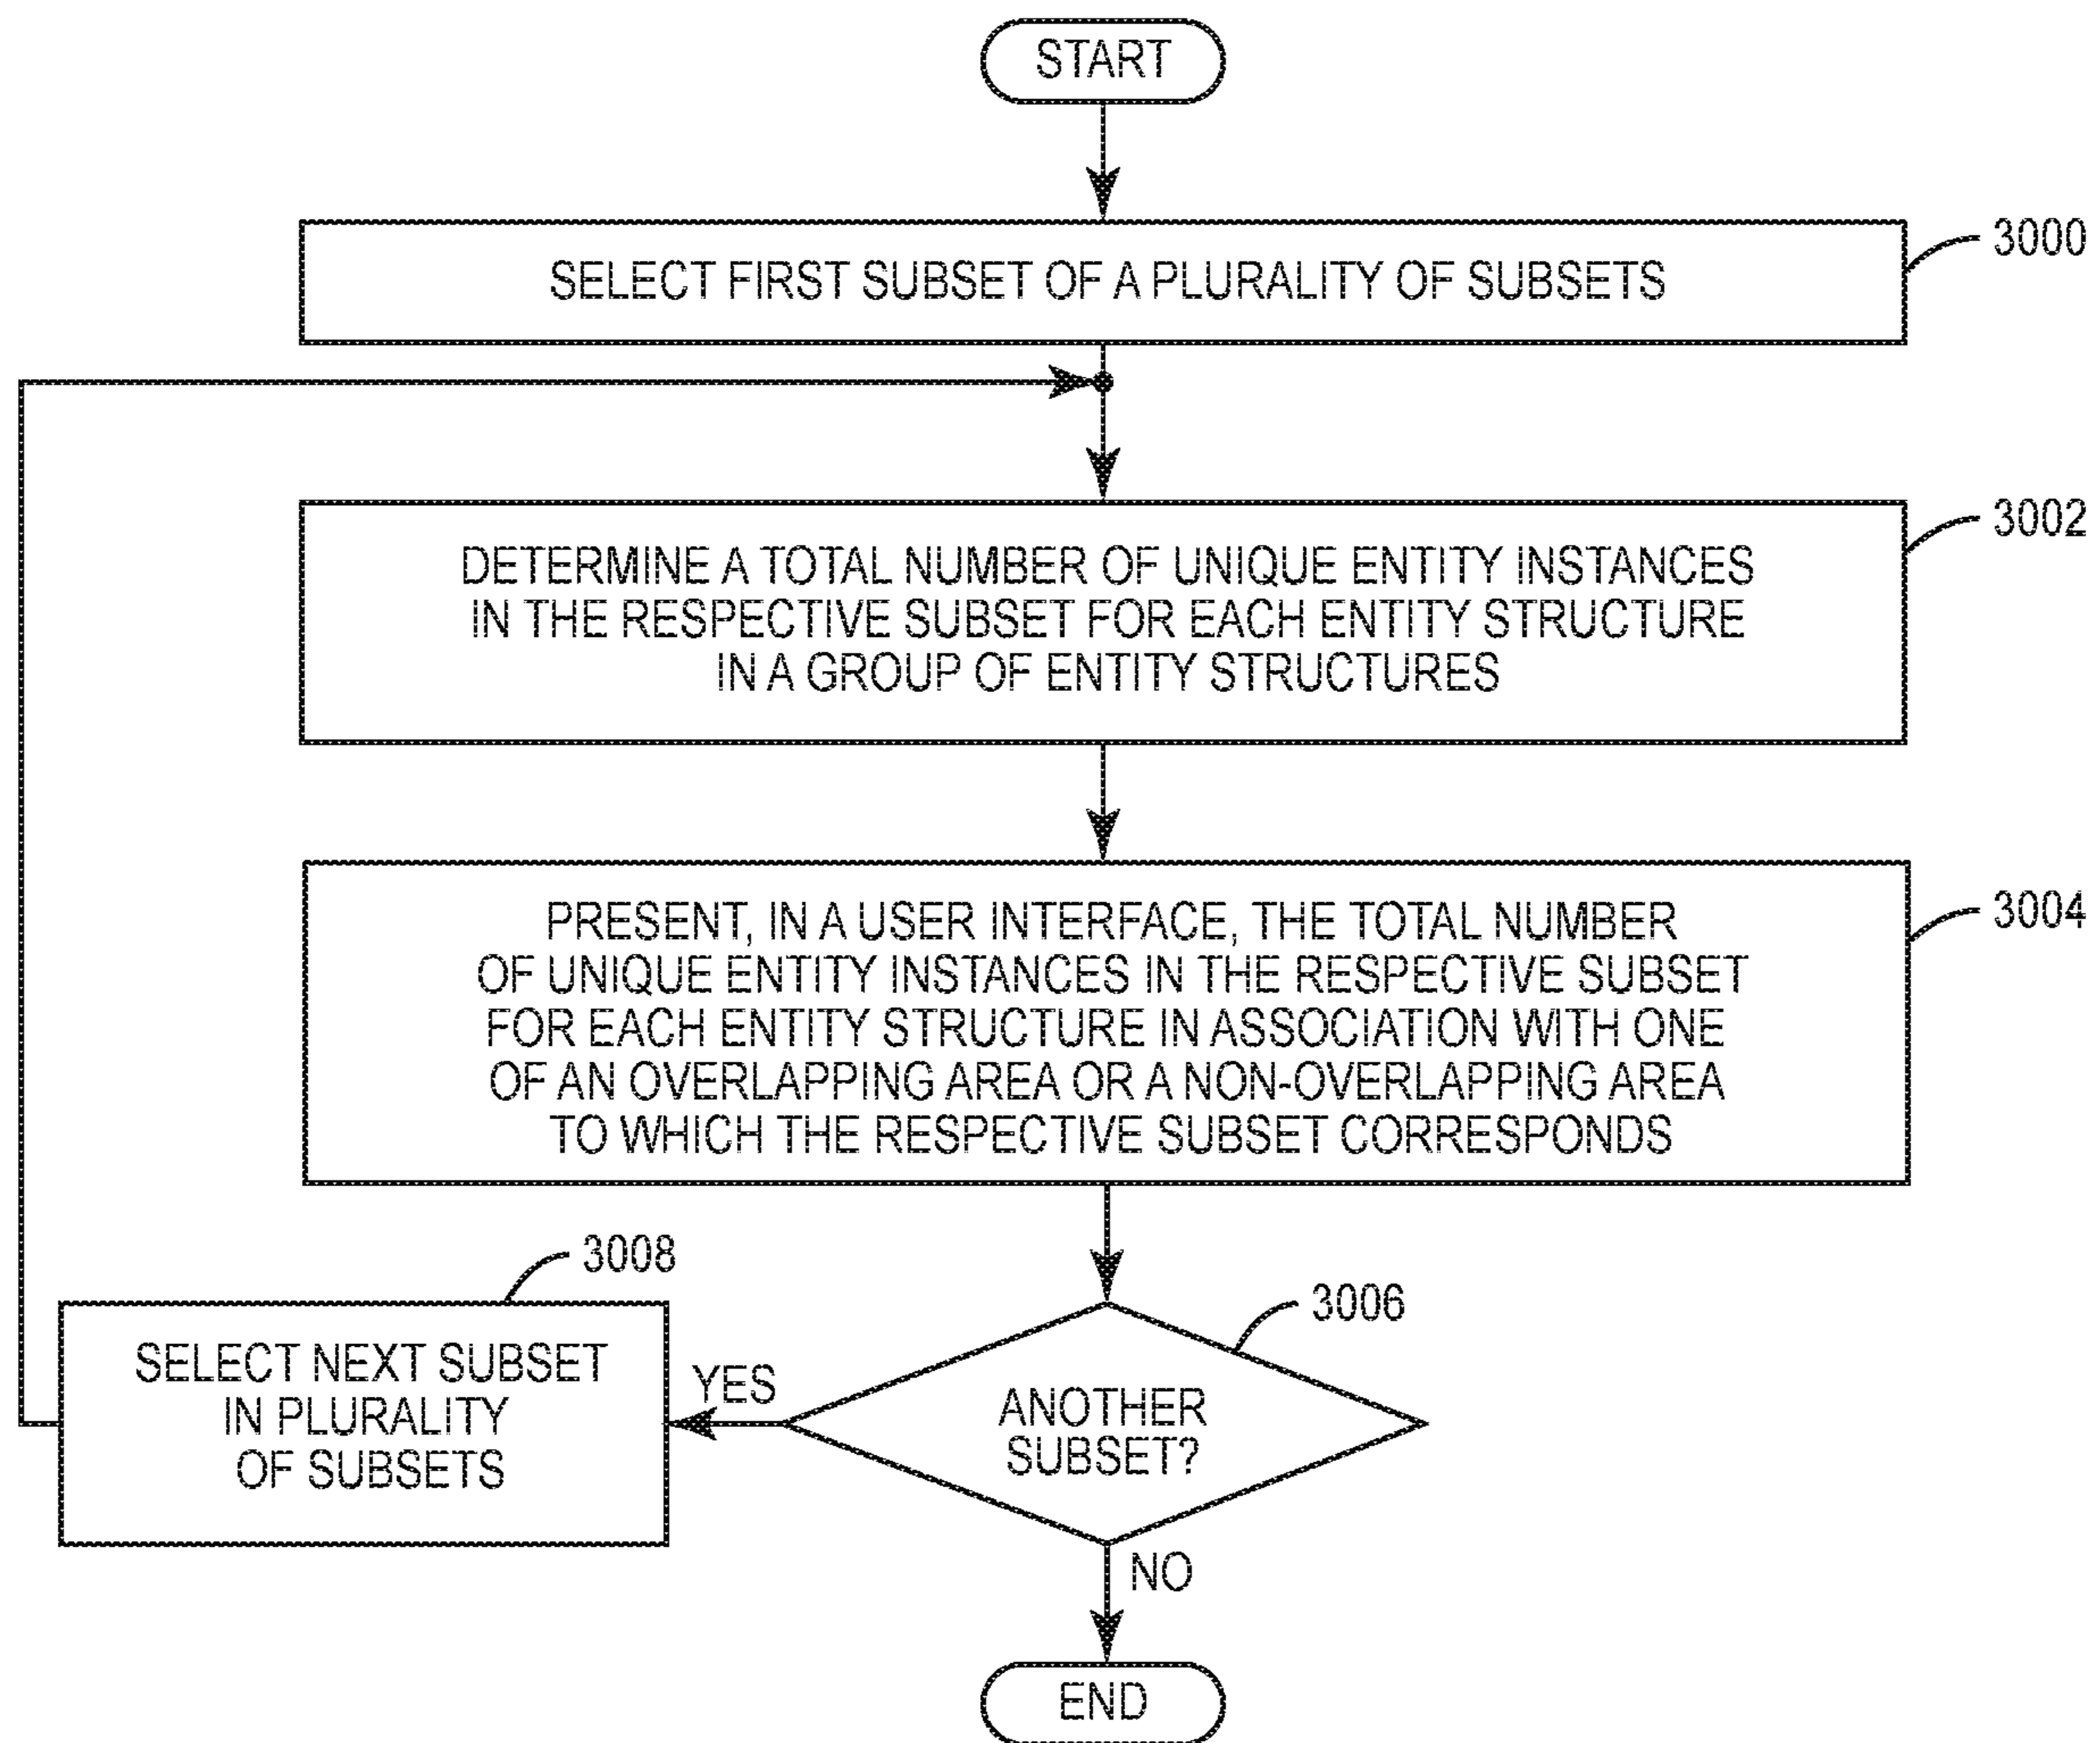 START
SELECT FIRST SUBSET OF A PLURALITY OF SUBSETS
3000
DETERMINE A TOTAL NUMBER OF UNIQUE ENTITY INSTANCES
IN THE RESPECTIVE SUBSET FOR EACH ENTITY STRUCTURE
IN A GROUP OF ENTITY STRUCTURES
3002
PRESENT, IN A USER INTERFACE, THE TOTAL NUMBER
OF UNIQUE ENTITY INSTANCES IN THE RESPECTIVE SUBSET
FOR EACH ENTITY STRUCTURE IN ASSOCIATION WITH ONE
OF AN OVERLAPPING AREA OR A NON-OVERLAPPING AREA
TO WHICH THE RESPECTIVE SUBSET CORRESPONDS
3004
ANOTHER
SUBSET?
3006
YES
SELECT NEXT SUBSET
IN PLURALITY
OF SUBSETS
3008
NO
END